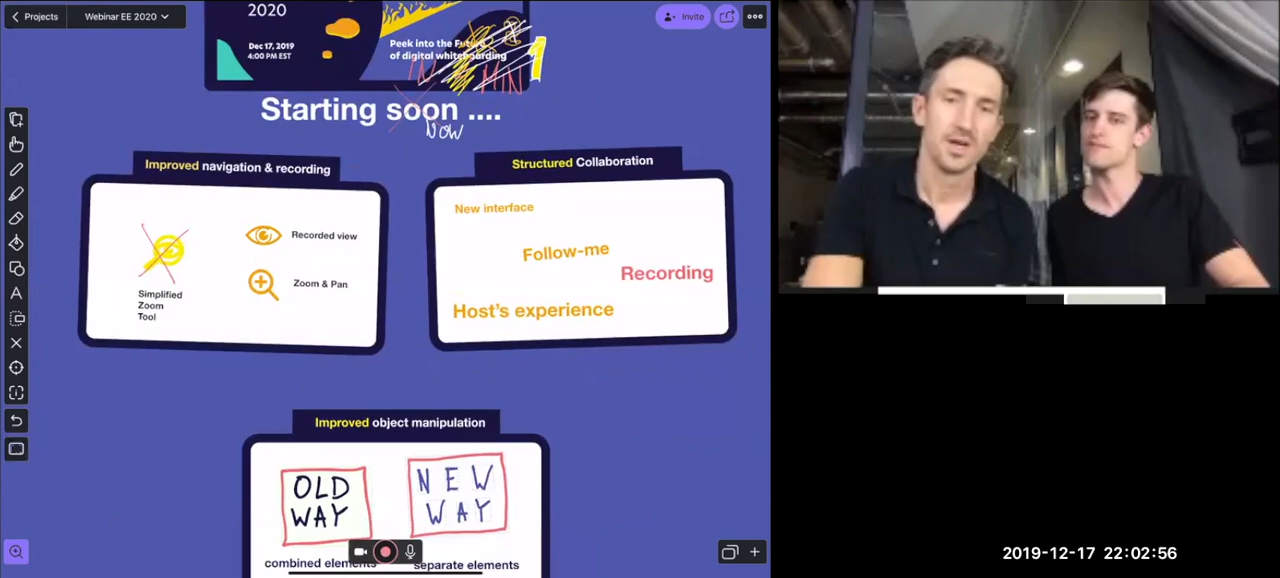 Projects
Webinar EE 2020
Invite
2020
Dec 17, 2019
4:00 PM EST
Peek into the Future
of digital whiteboarding
IN
MN
1
Starting soon ....
Now
Improved navigation & recording
Structured Collaboration
Simplified
Zoom
Tool
Recorded view
Zoom & Pan
New interface
Follow-me
Recording
Host's experience
Improved object manipulation
OLD
WAY
NEW
WAY
combined elements
separate elements
2019-12-17 22:02:56